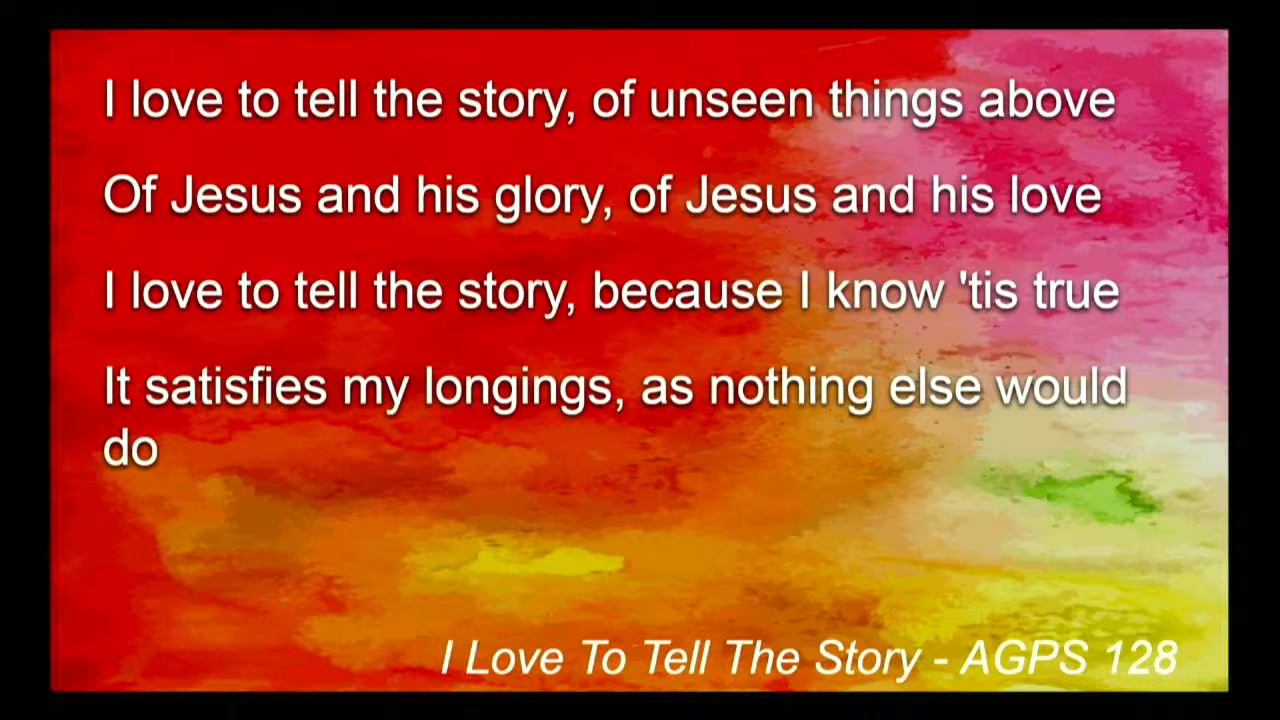 I love to tell the story, of unseen things above
Of Jesus and his glory, of Jesus and his love
I love to tell the story, because I know 'tis true
It satisfies my longings, as nothing else would
do
I Love To Tell The Story - AGPS 128